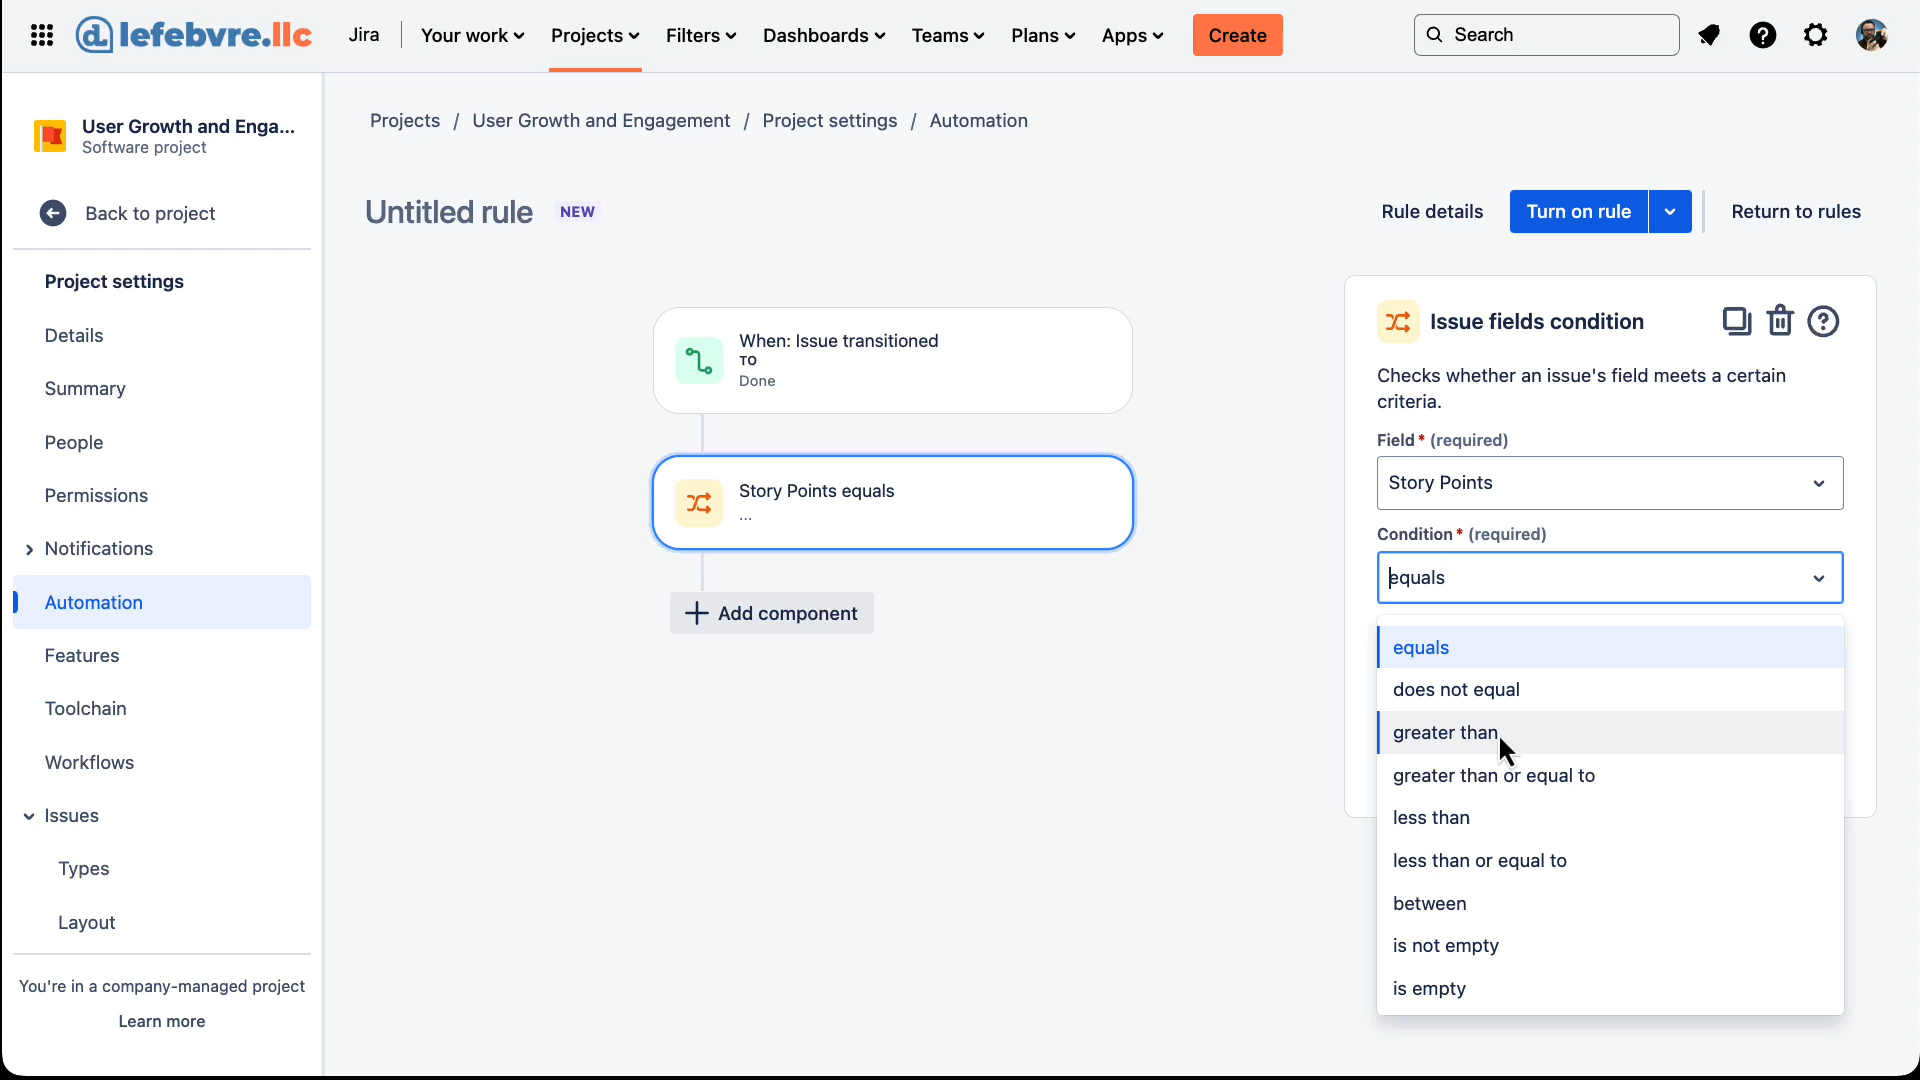 lefebvre.llc
Jira
Your work
Projects
Filters
Dashboards
Teams
Plans
Apps
Create
Search
User Growth and Enga...
Software project
Back to project
Project settings
Details
Summary
People
Permissions
Notifications
Automation
Features
Toolchain
Workflows
Issues
Types
Layout
You're in a company-managed project
Learn more
Projects / User Growth and Engagement / Project settings / Automation
Untitled rule NEW
Rule details
Turn on rule
Return to rules
When: Issue transitioned
TO
Done
Story Points equals
...
Add component
Issue fields condition
Checks whether an issue's field meets a certain
criteria.
Field * (required)
Story Points
Condition * (required)
equals
equals
does not equal
greater than
greater than or equal to
less than
less than or equal to
between
is not empty
is empty